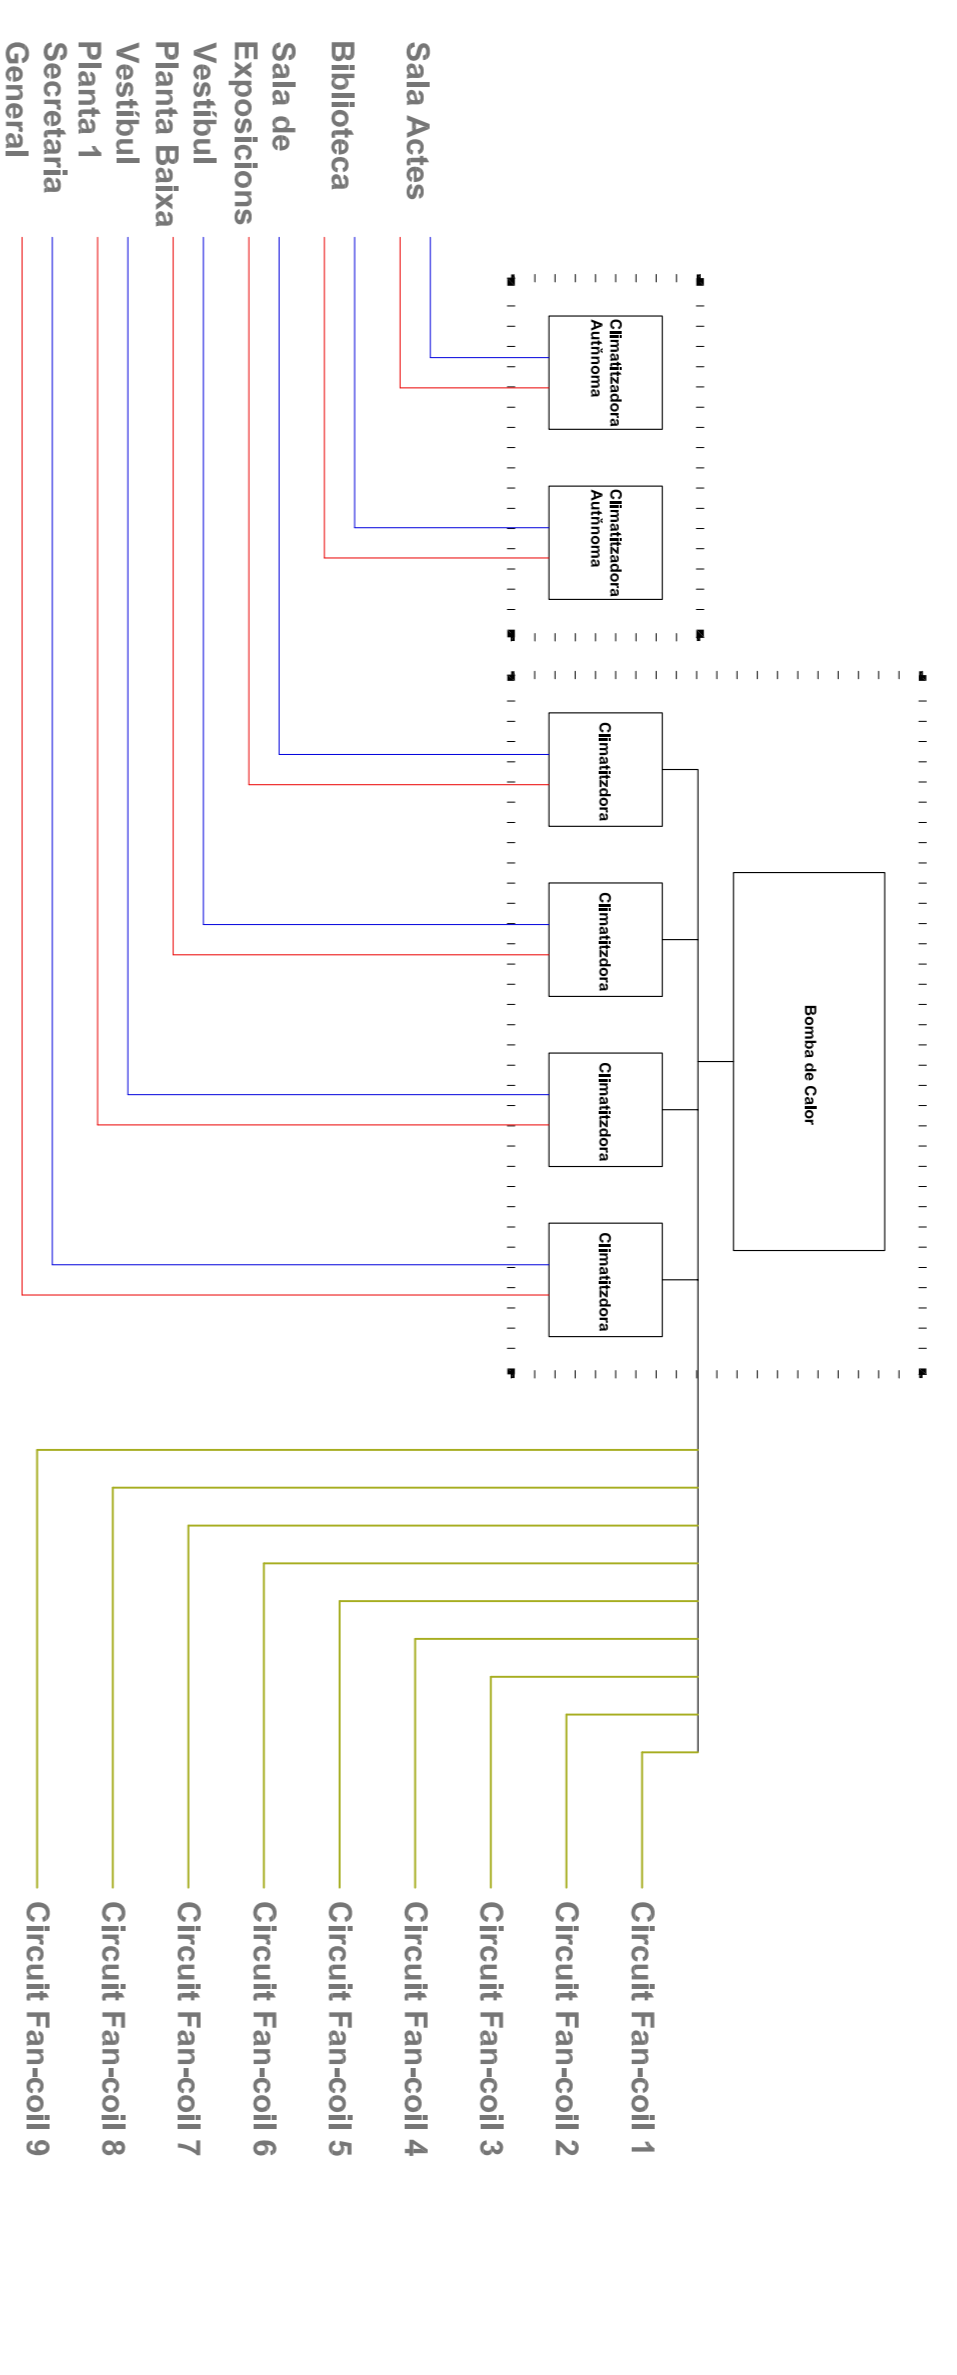 Sala Actes
Biblioteca
Sala de
Exposicions
Vestíbul
Planta Baixa
Vestíbul
Planta 1
Secretaria
General
Climatitzadora
Autňnoma
Climatitzadora
Autňnoma
Climatitzdora
Climatitzdora
Climatitzdora
Climatitzdora
Bomba de Calor
Circuit Fan-coil 1
Circuit Fan-coil 2
Circuit Fan-coil 3
Circuit Fan-coil 4
Circuit Fan-coil 5
Circuit Fan-coil 6
Circuit Fan-coil 7
Circuit Fan-coil 8
Circuit Fan-coil 9